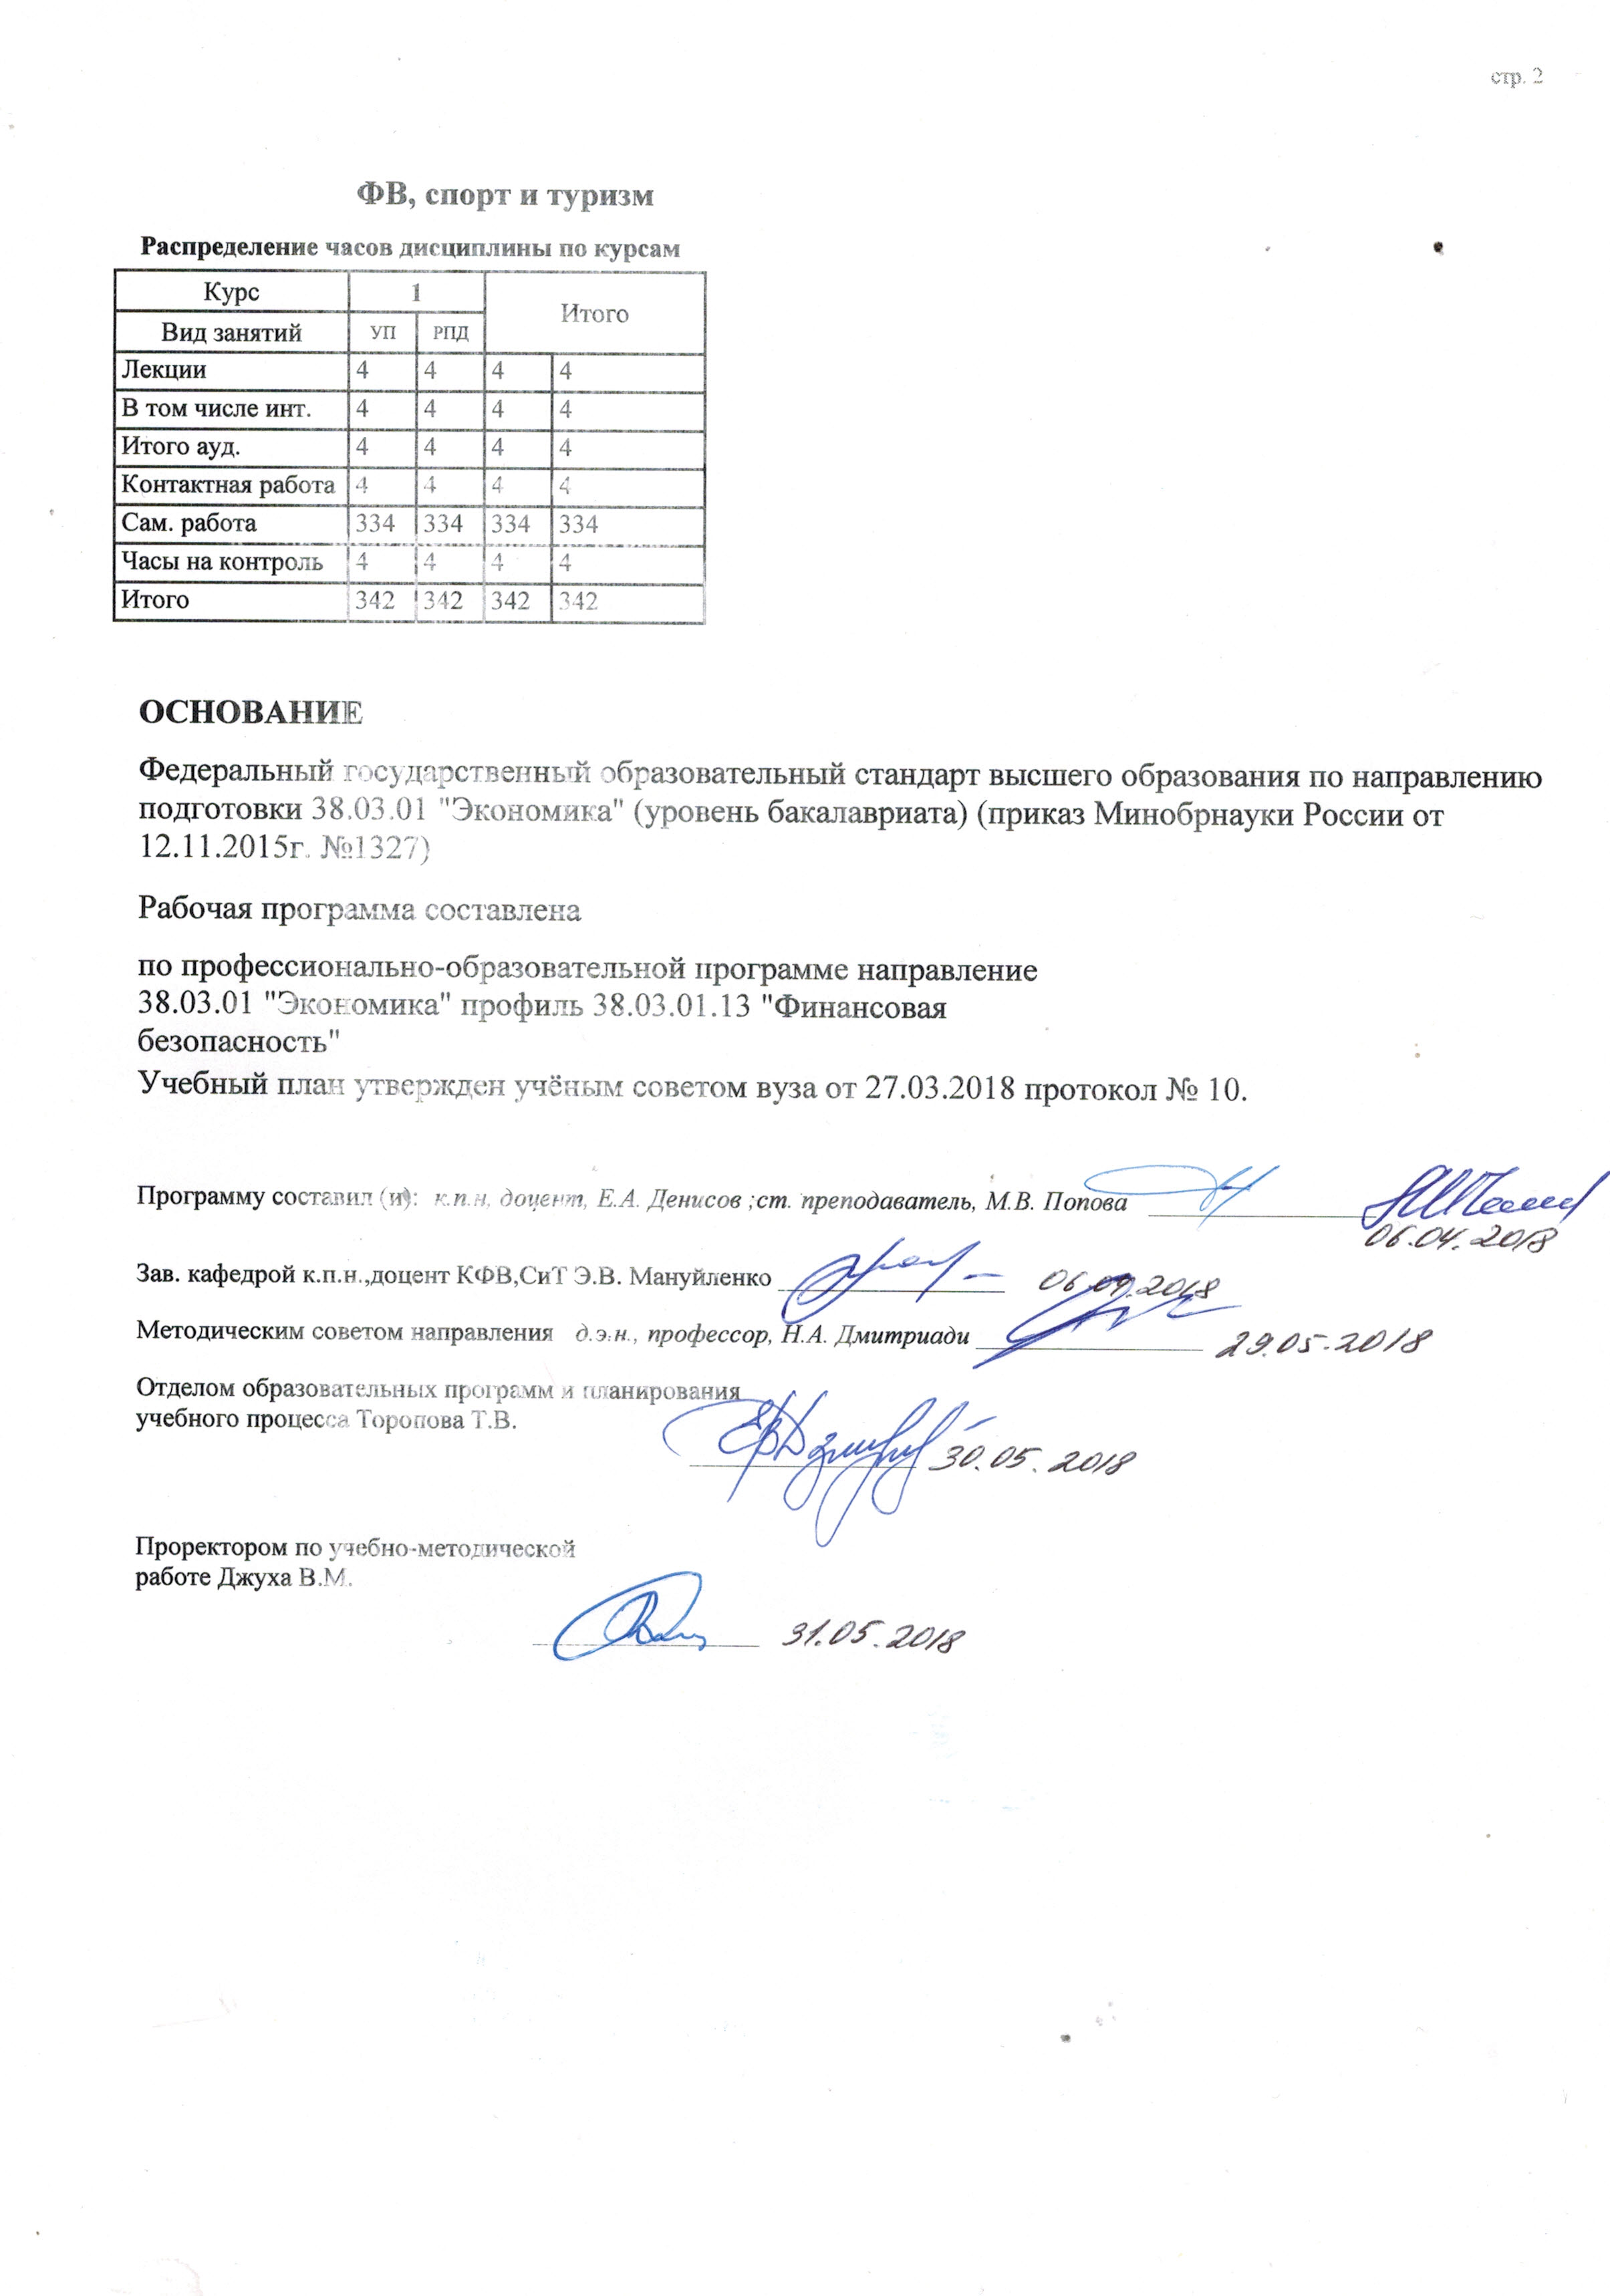 стр. 2
ФВ, спорт и туризм
Распределение часов дисциплины по курсам
Курс 1 Итого
Вид занятий УП РПД
Лекции 4 4 4 4
В том числе инт. 4 4 4 4
Итого ауд. 4 4 4 4
Контактная работа 4 4 4 4
Сам. работа 334 334 334 334
Часы на контроль 4 4 4 4
Итого 342 342 342 342
ОСНОВАНИЕ
Федеральный государственный образовательный стандарт высшего образования по направлению
подготовки 38.03.01 "Экономика" (уровень бакалавриата) (приказ Минобрнауки России от
12.11.2015г. №1327)
Рабочая программа составлена
по профессионально-образовательной программе направление
38.03.01 "Экономика" профиль 38.03.01.13 "Финансовая
безопасность"
Учебный план утвержден учёным советом вуза от 27.03.2018 протокол № 10.
Программу составил (и): к.п.н, доцент, Е.А. Денисов ;ст. преподаватель, М.В. Попова
06.04.2018
Зав. кафедрой к.п.н.,доцент КФВ,СиТ Э.В. Мануйленко 06.04.2018
Методическим советом направления д.э.н., профессор, Н.А. Дмитриади 29.05.2018
Отделом образовательных программ и планирования
учебного процесса Торопова Т.В.
30.05.2018
Проректором по учебно-методической
работе Джуха В.М.
31.05.2018